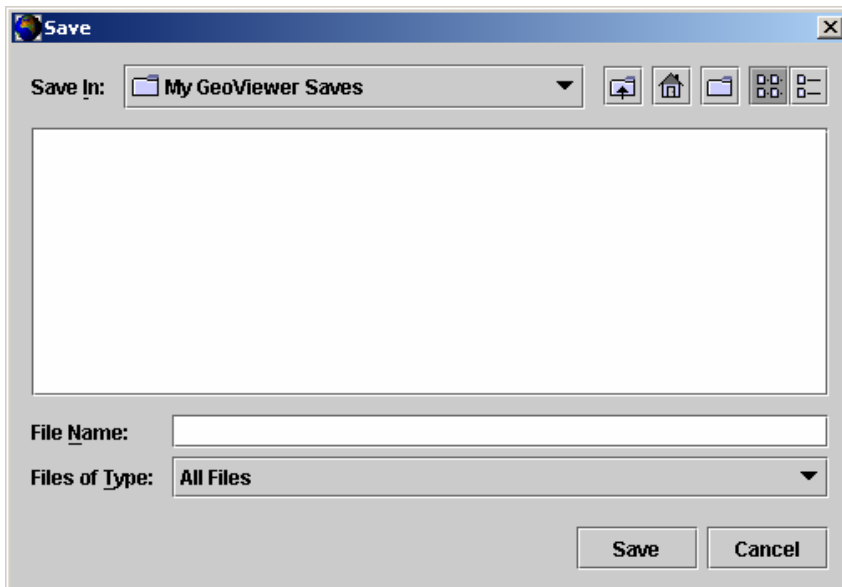 Save
Save In: My GeoViewer Saves
File Name:
Files of Type: All Files
Save Cancel